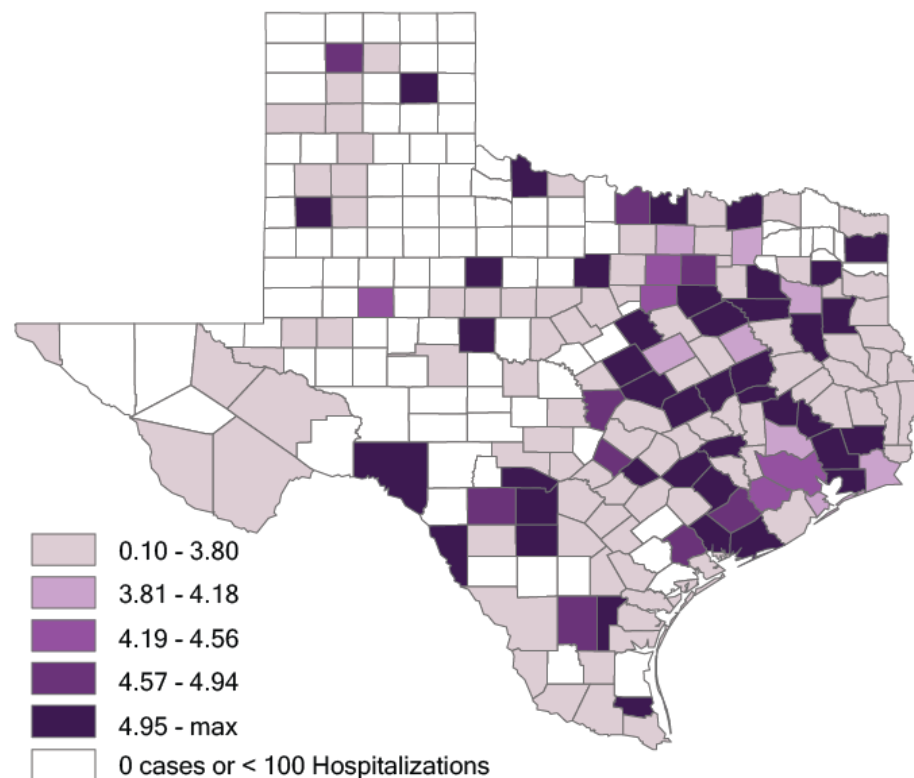 0.10 - 3.80
3.81 - 4.18
4.19 - 4.56
4.57 - 4.94
4.95 - max
0 cases or < 100 Hospitalizations